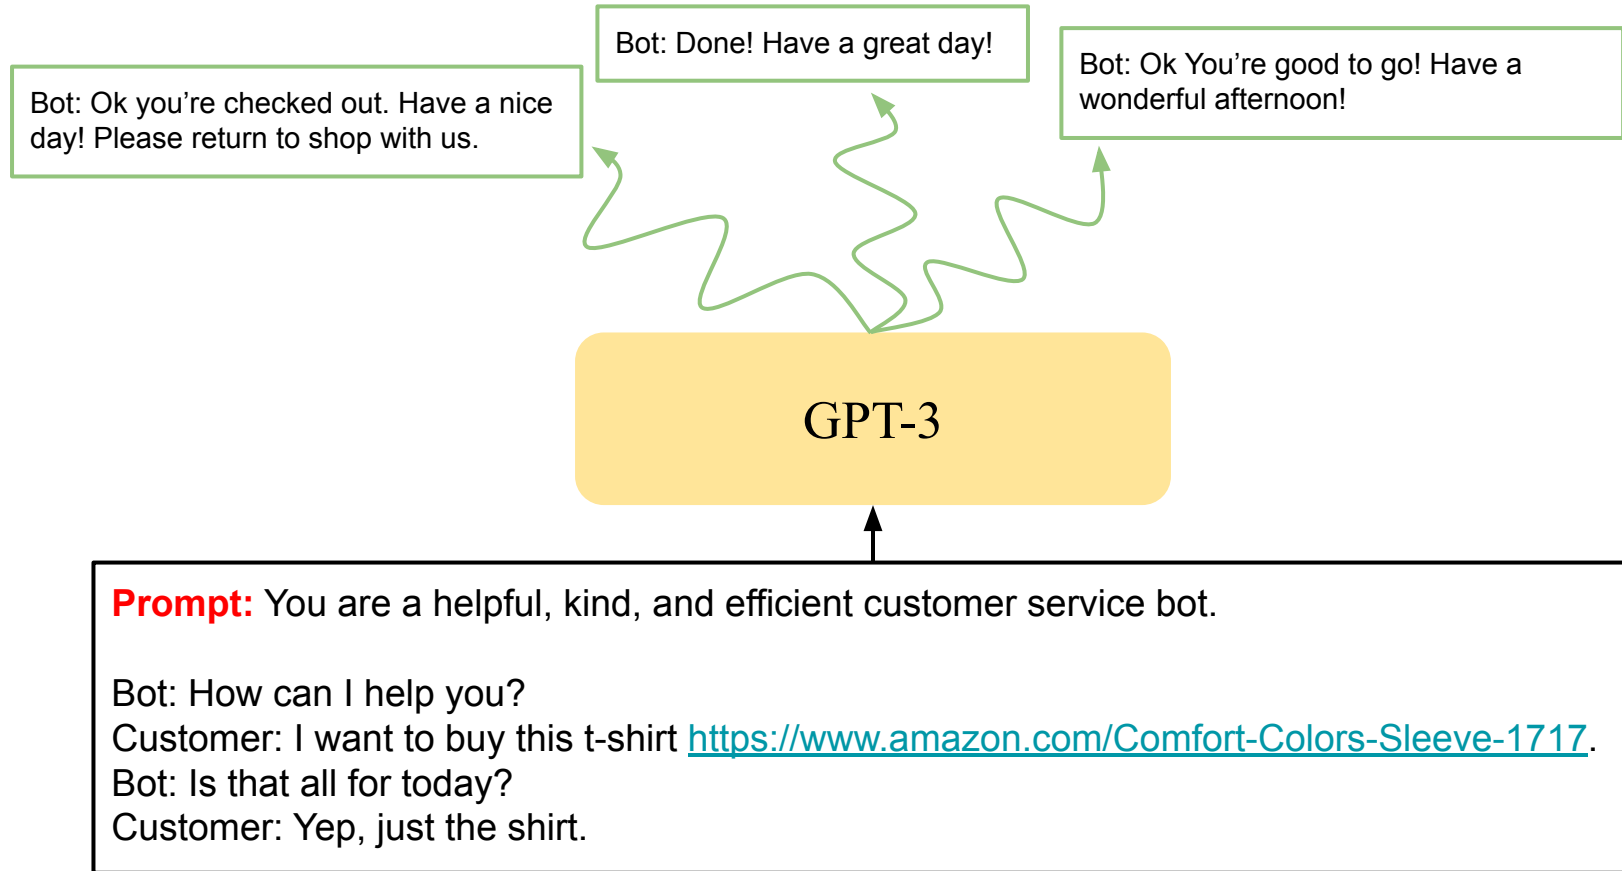 Bot: Done! Have a great day!
Bot: Ok you’re checked out. Have a nice
day! Please return to shop with us.
Bot: Ok You’re good to go! Have a
wonderful afternoon!
GPT-3
Prompt: You are a helpful, kind, and efficient customer service bot.
Bot: How can I help you?
Customer: I want to buy this t-shirt https://www.amazon.com/Comfort-Colors-Sleeve-1717.
Bot: Is that all for today?
Customer: Yep, just the shirt.